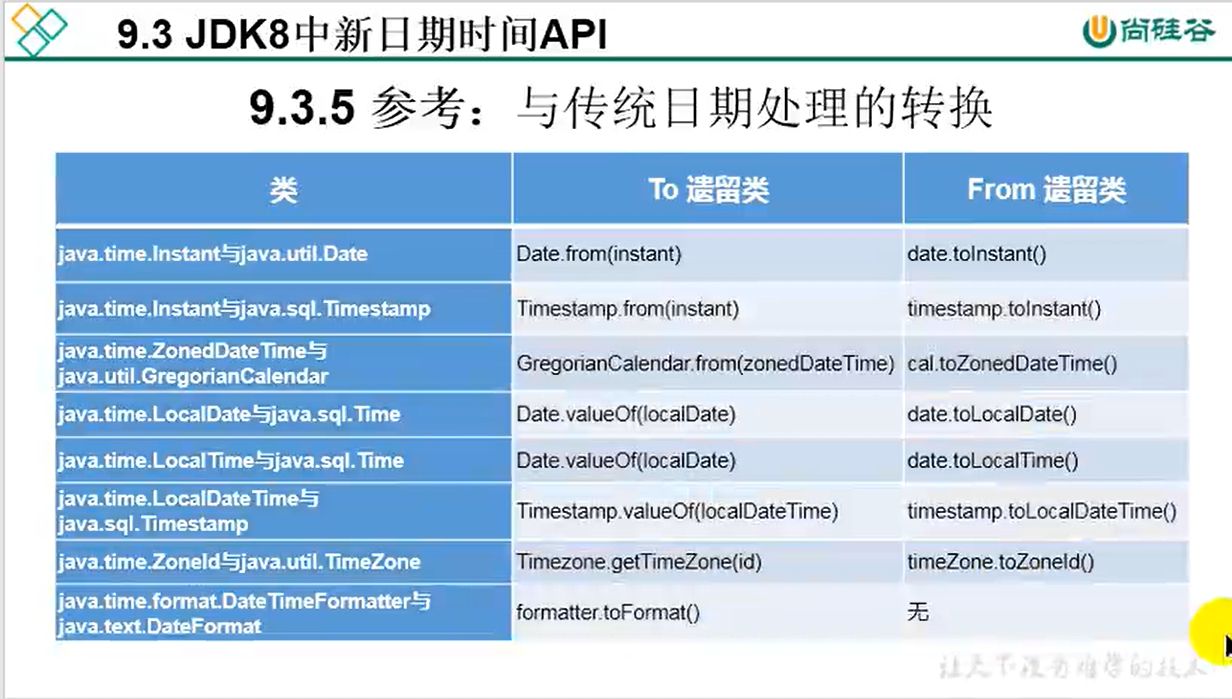 9.3 JDK8中新日期时间API
尚硅谷
9.3.5 参考：与传统日期处理的转换
类 To 遗留类 From 遗留类
java.time.Instant与java.util.Date Date.from(instant) date.toInstant()
java.time.Instant与java.sql.Timestamp Timestamp.from(instant) timestamp.toInstant()
java.time.ZonedDateTime与
java.util.GregorianCalendar GregorianCalendar.from(zonedDateTime) cal.toZonedDateTime()
java.time.LocalDate与java.sql.Time Date.valueOf(localDate) date.toLocalDate()
java.time.LocalTime与java.sql.Time Date.valueOf(localDate) date.toLocalTime()
java.time.LocalDateTime与
java.sql.Timestamp Timestamp.valueOf(localDateTime) timestamp.toLocalDateTime()
java.time.ZoneId与java.util.TimeZone Timezone.getTimeZone(id) timeZone.toZoneId()
java.time.format.DateTimeFormatter与
java.text.DateFormat formatter.toFormat() 无
让天下没有难学的技术